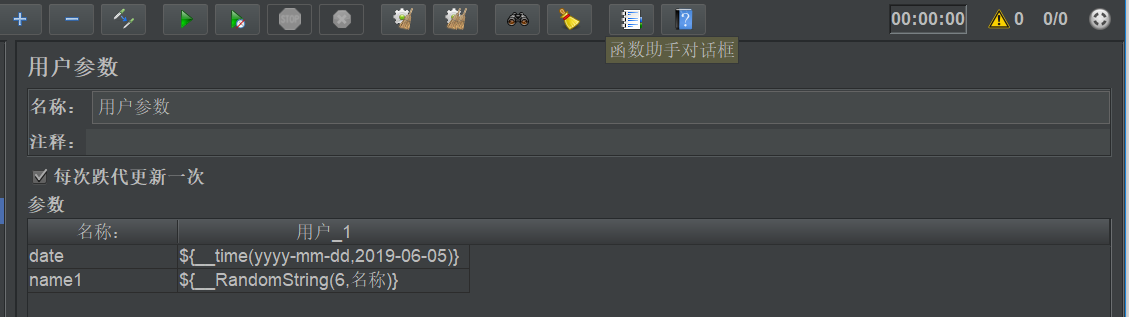 STOP
00:00:00 0 0/0
函数助手对话框
用户参数
名称： 用户参数
注释：
每次跌代更新一次
参数
名称： 用户_1
date ${__time(yyyy-mm-dd,2019-06-05)}
name1 ${__RandomString(6,名称)}